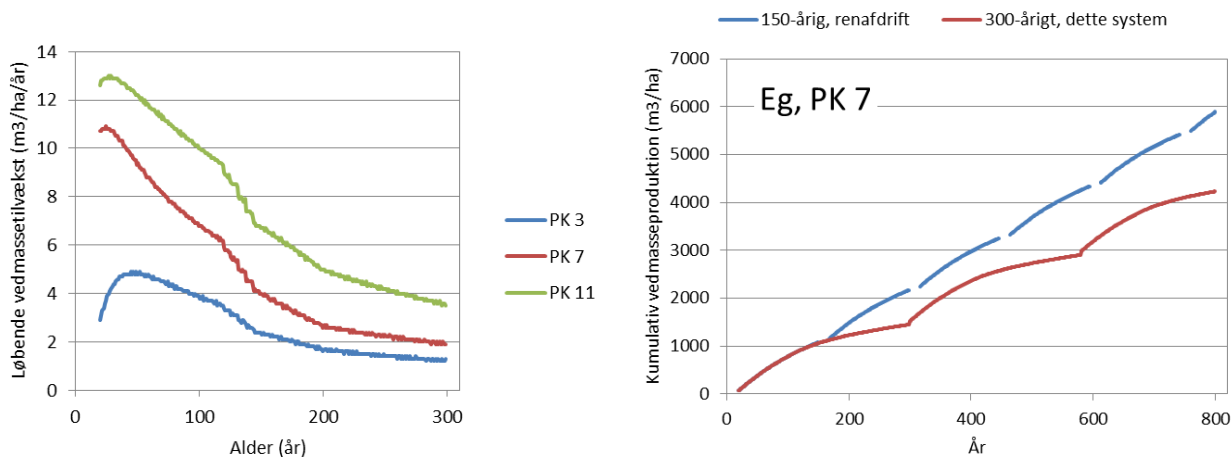 Løbende vedmassetilvækst (m3/ha/år)
14
12
10
8
6
4
2
0
0
100
200
300
Alder (år)
PK 3
PK 7
PK 11
150-årig, renafdrift
300-årigt, dette system
Kumulativ vedmasseproduktion (m3/ha)
7000
6000
5000
4000
3000
2000
1000
0
Eg, PK 7
0
200
400
600
800
År